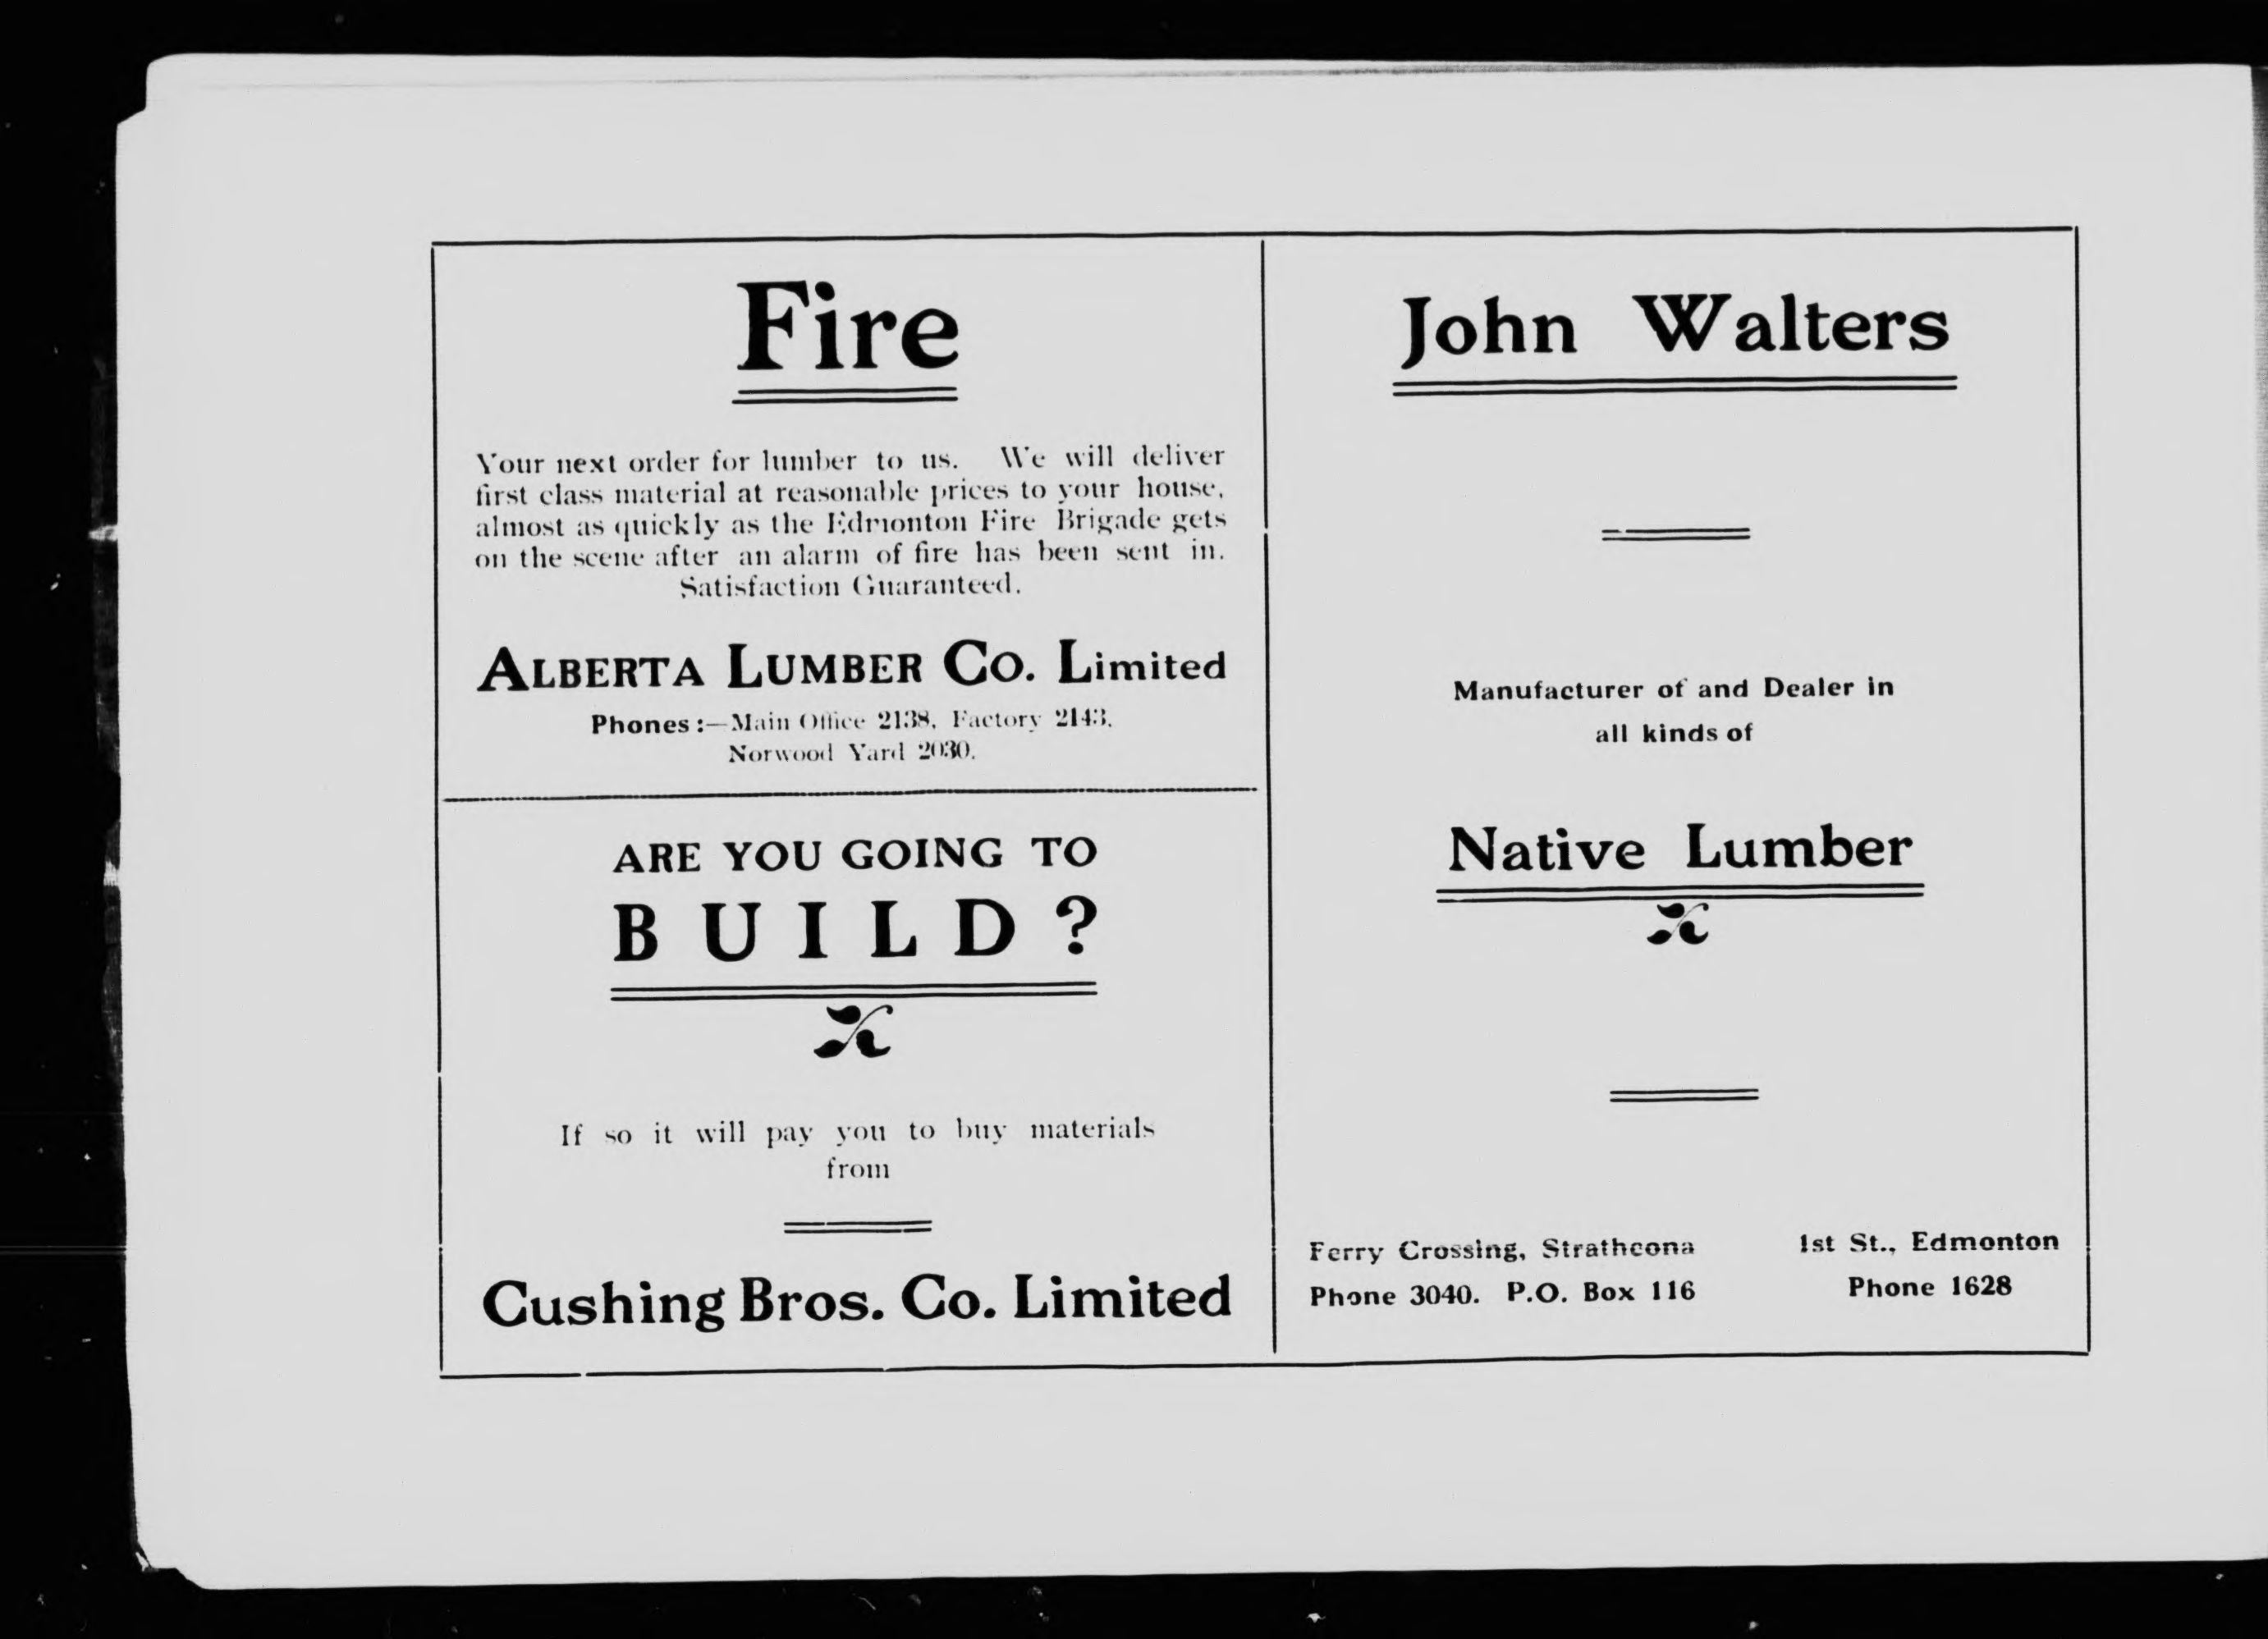 Fire
Your next order for lumber to us. We will deliver
first class material at reasonable prices to your house,
almost as quickly as the Edmonton Fire Brigade gets
on the scene after an alarm of fire has been sent in.
Satisfaction Guaranteed.
ALBERTA LUMBER CO. Limited
Phones:—Main Office 2138, Factory 2143,
Norwood Yard 2030.
ARE YOU GOING TO
BUILD?
If so it will pay you to buy materials
from
Cushing Bros. Co. Limited
John Walters
Manufacturer of and Dealer in
all kinds of
Native Lumber
Ferry Crossing, Strathcona
Phone 3040. P.O. Box 116
1st St., Edmonton
Phone 1628